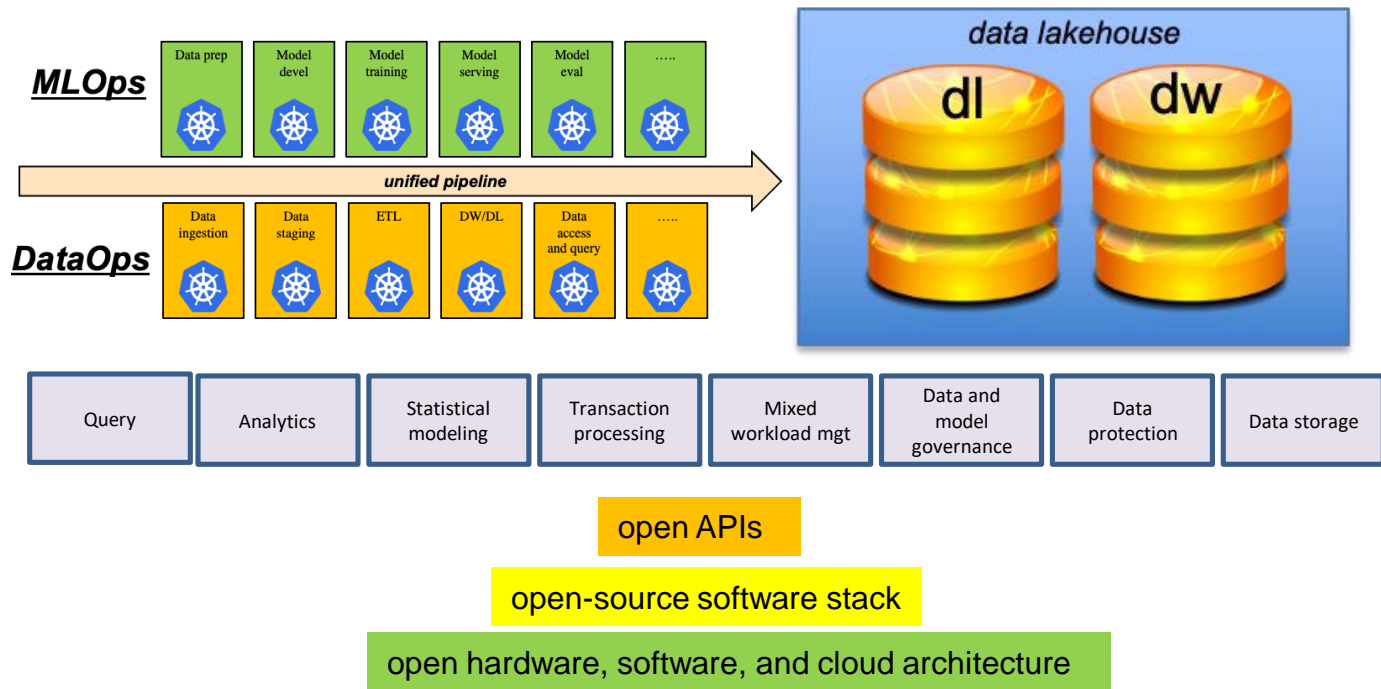 data lakehouse
dl
dw
MLOps
Data prep
Model
devel
Model
training
Model
serving
Model
eval
…..
unified pipeline
DataOps
Data
ingestion
Data
staging
ETL
DW/DL
Data
access
and query
…..
Query
Analytics
Statistical
modeling
Transaction
processing
Mixed
workload mgt
Data and
model
governance
Data
protection
Data storage
open APIs
open-source software stack
open hardware, software, and cloud architecture